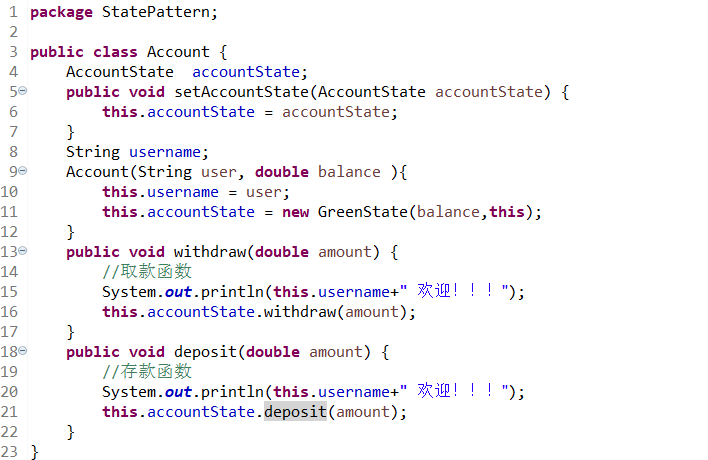 1 package StatePattern;
2
3 public class Account {
4     AccountState  accountState;
5     public void setAccountState(AccountState accountState) {
6         this.accountState = accountState;
7     }
8     String username;
9     Account(String user, double balance ){
10         this.username = user;
11         this.accountState = new GreenState(balance,this);
12     }
13     public void withdraw(double amount) {
14         //取款函数
15         System.out.println(this.username+" 欢迎！！！");
16         this.accountState.withdraw(amount);
17     }
18     public void deposit(double amount) {
19         //存款函数
20         System.out.println(this.username+" 欢迎！！！");
21         this.accountState.deposit(amount);
22     }
23 }